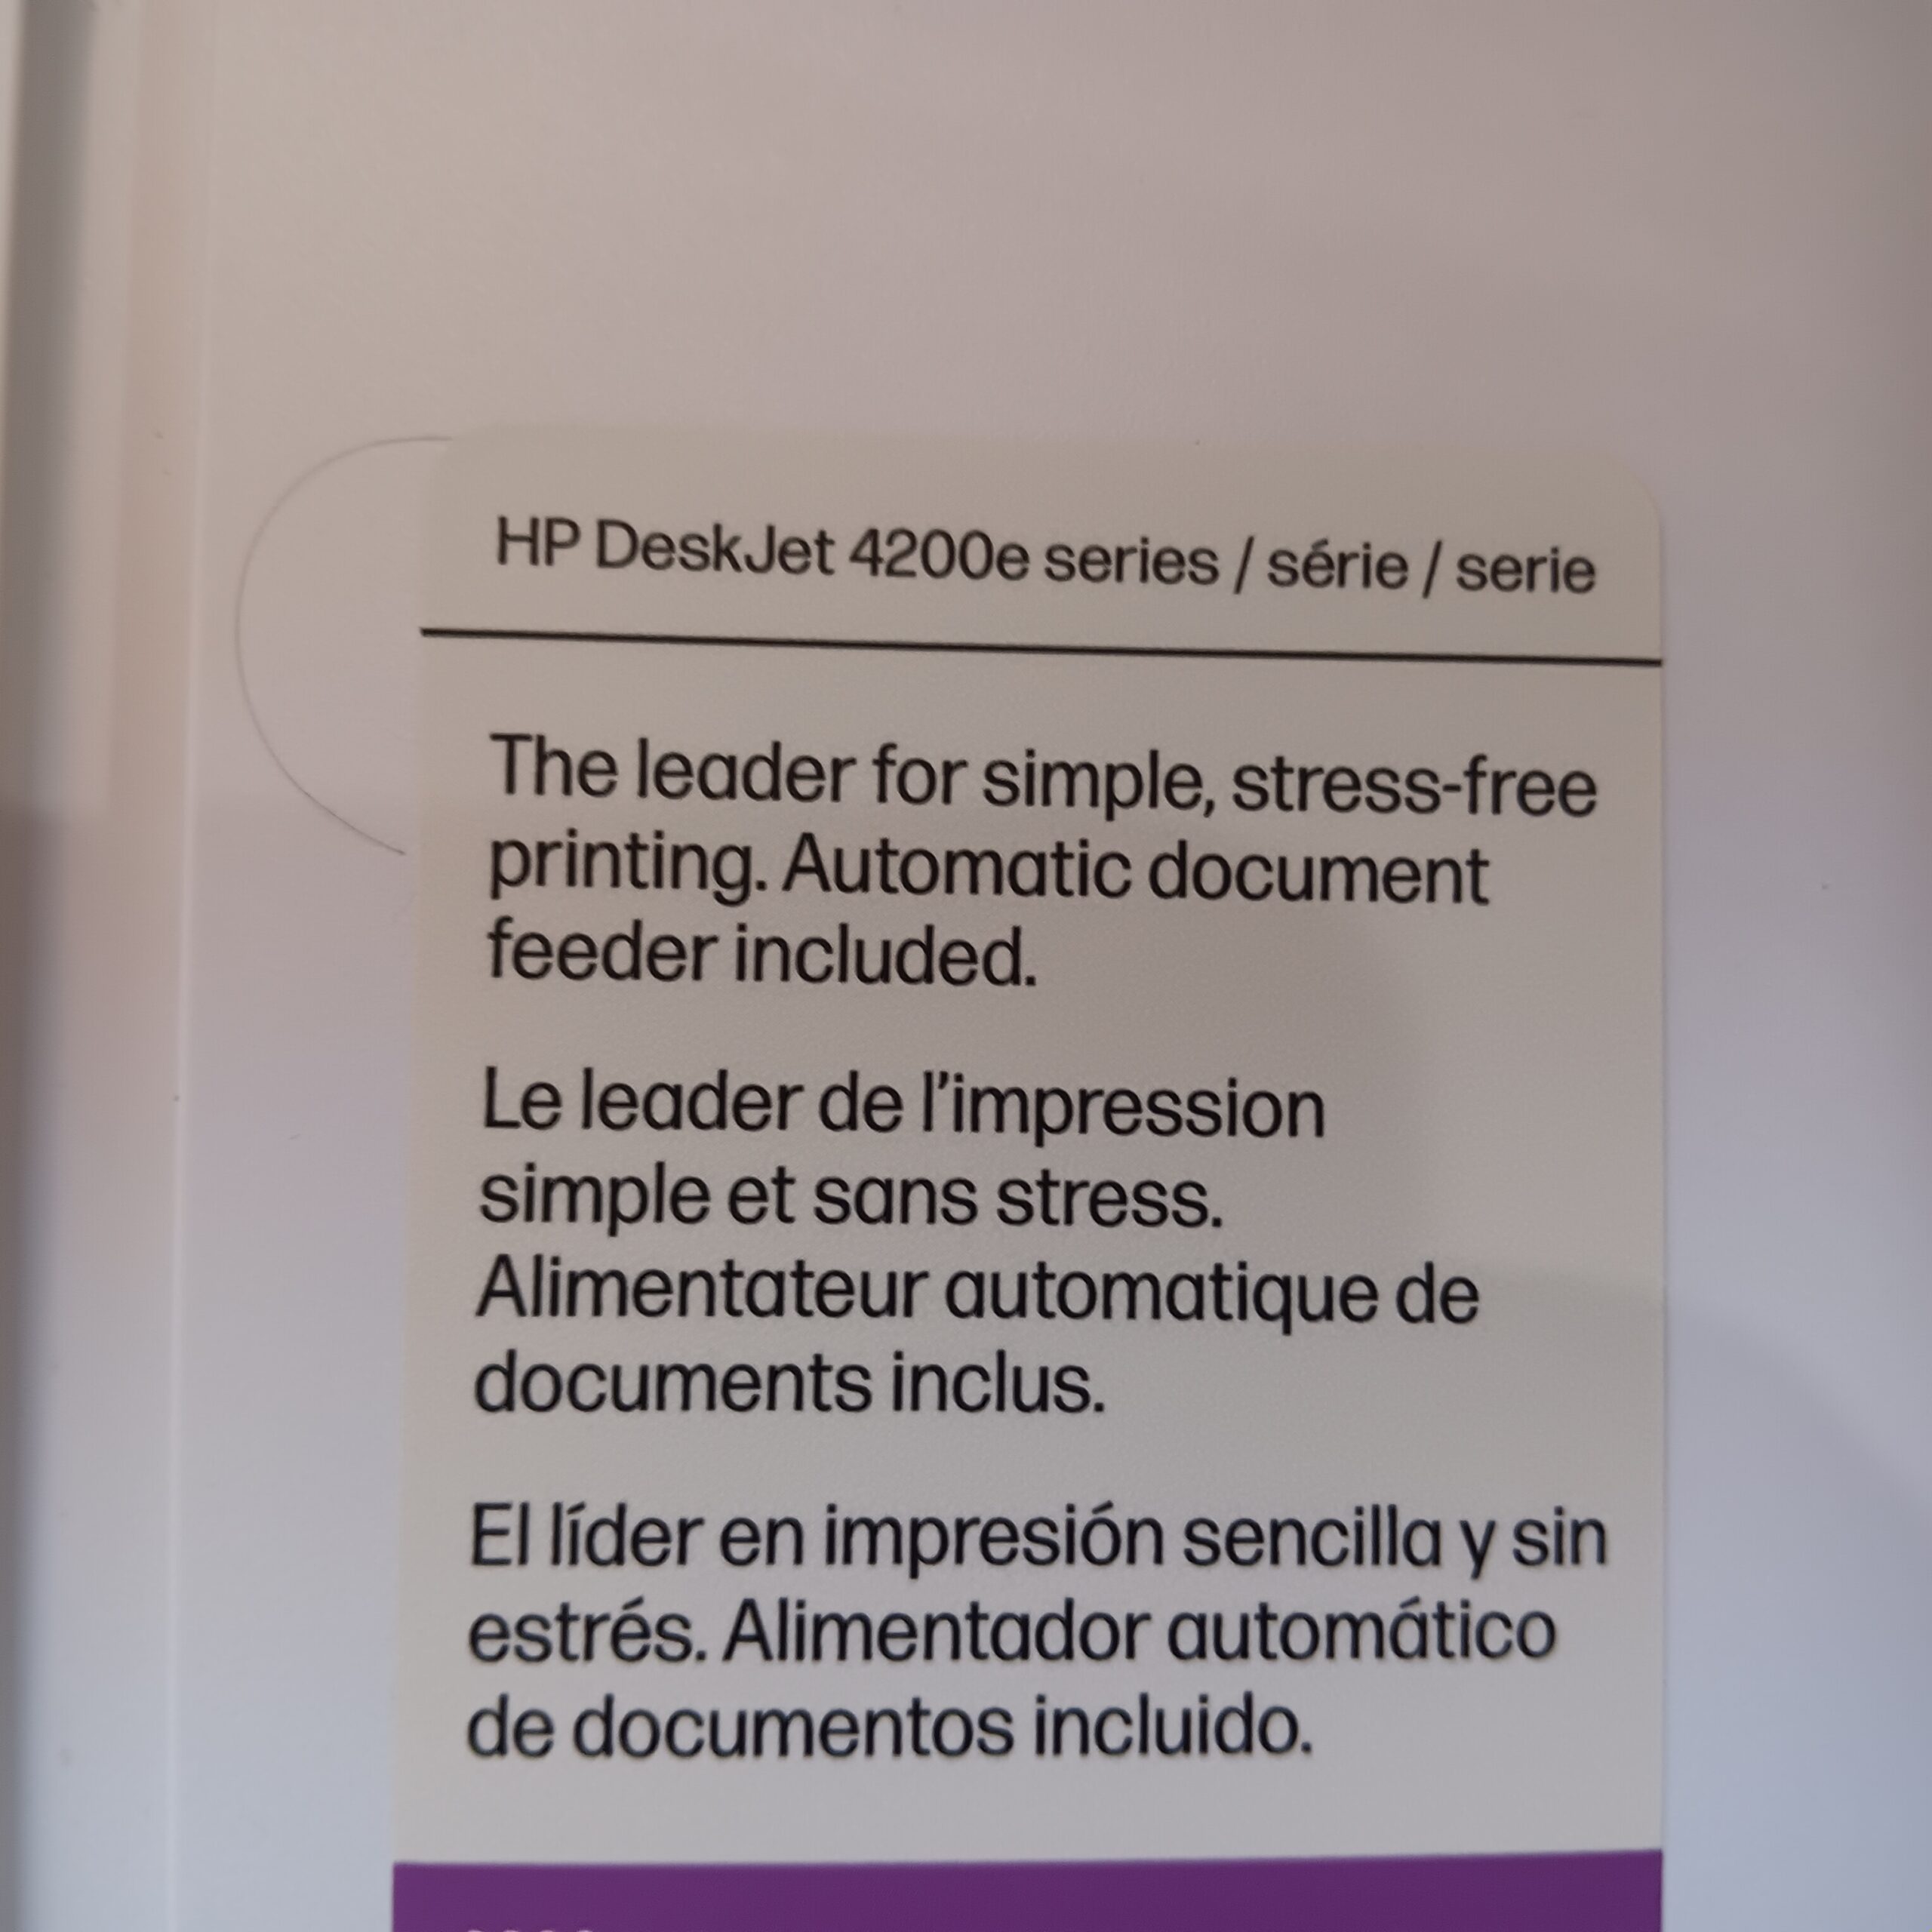 HP DeskJet 4200e series / série / serie
The leader for simple, stress-free
printing. Automatic document
feeder included.
Le leader de l'impression
simple et sans stress.
Alimentateur automatique de
documents inclus.
El líder en impresión sencilla y sin
estrés. Alimentador automático
de documentos incluido.